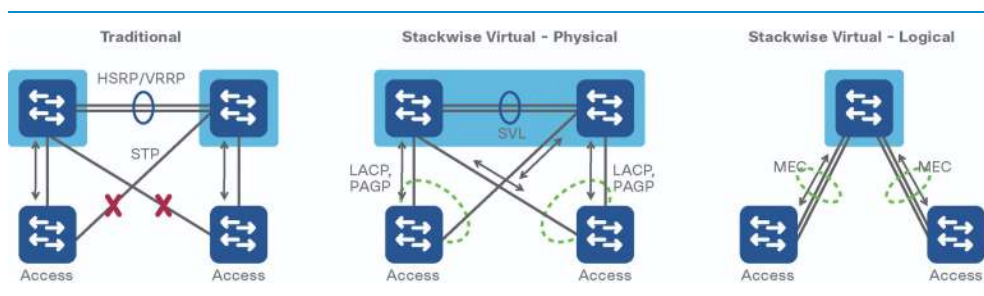 Traditional
HSRP/VRRP
STP
Access
Access
Stackwise Virtual - Physical
SVL
LACP,
PAGP
LACP,
PAGP
Access
Access
Stackwise Virtual - Logical
MEC
MEC
Access
Access